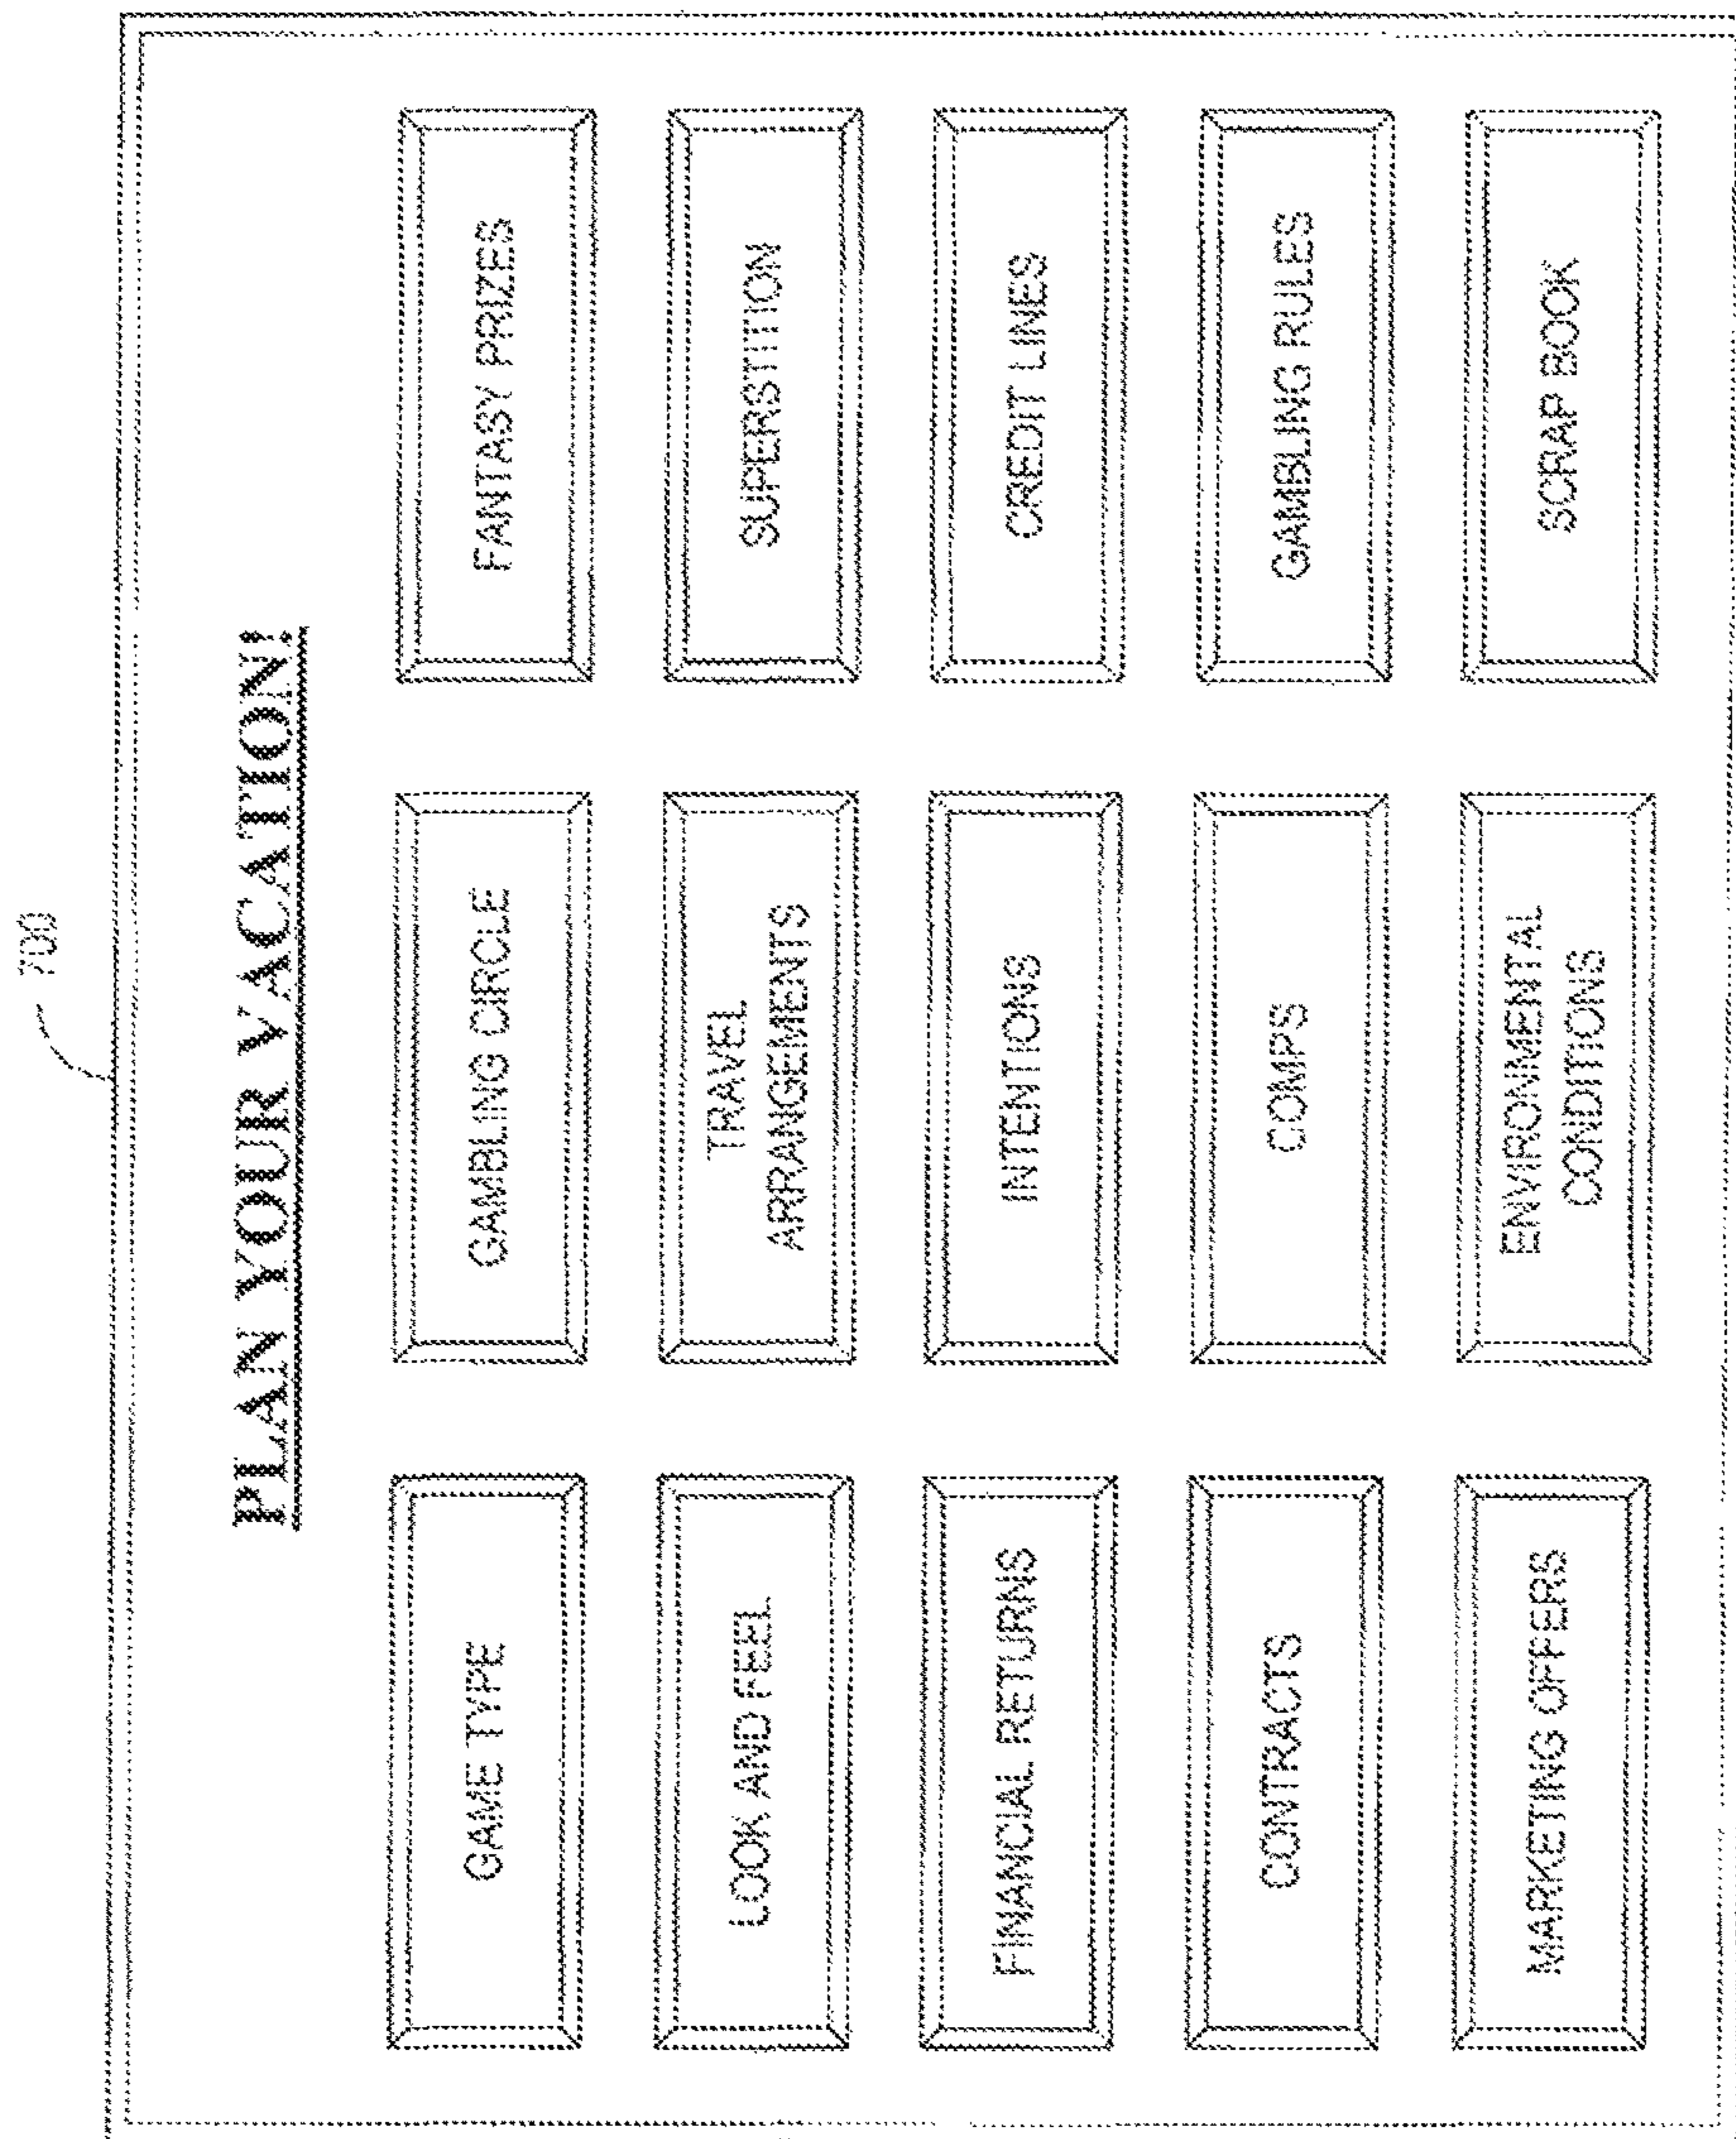 700
PLAN YOUR VACATION!
GAME TYPE
GAMBLING CIRCLE
FANTASY PRIZES
LOOK AND FEEL
TRAVEL
ARRANGEMENTS
SUPERSTITION
FINANCIAL RETURNS
INTENTIONS
CREDIT LINES
CONTRACTS
COMPS
GAMBLING RULES
MARKETING OFFERS
ENVIRONMENTAL
CONDITIONS
SCRAP BOOK